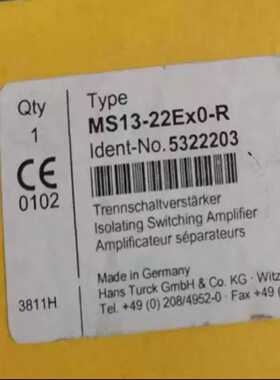 Qty
1
CE
0102
3811H
Type
MS13-22Ex0-R
Ident-No. 5322203
Trennschaltverstärker
Isolating Switching Amplifier
Amplificateur séparateurs
Made in Germany
Hans Turck GmbH & Co. KG · Witz
Tel. +49 (0) 208/4952-0 · Fax +49 (